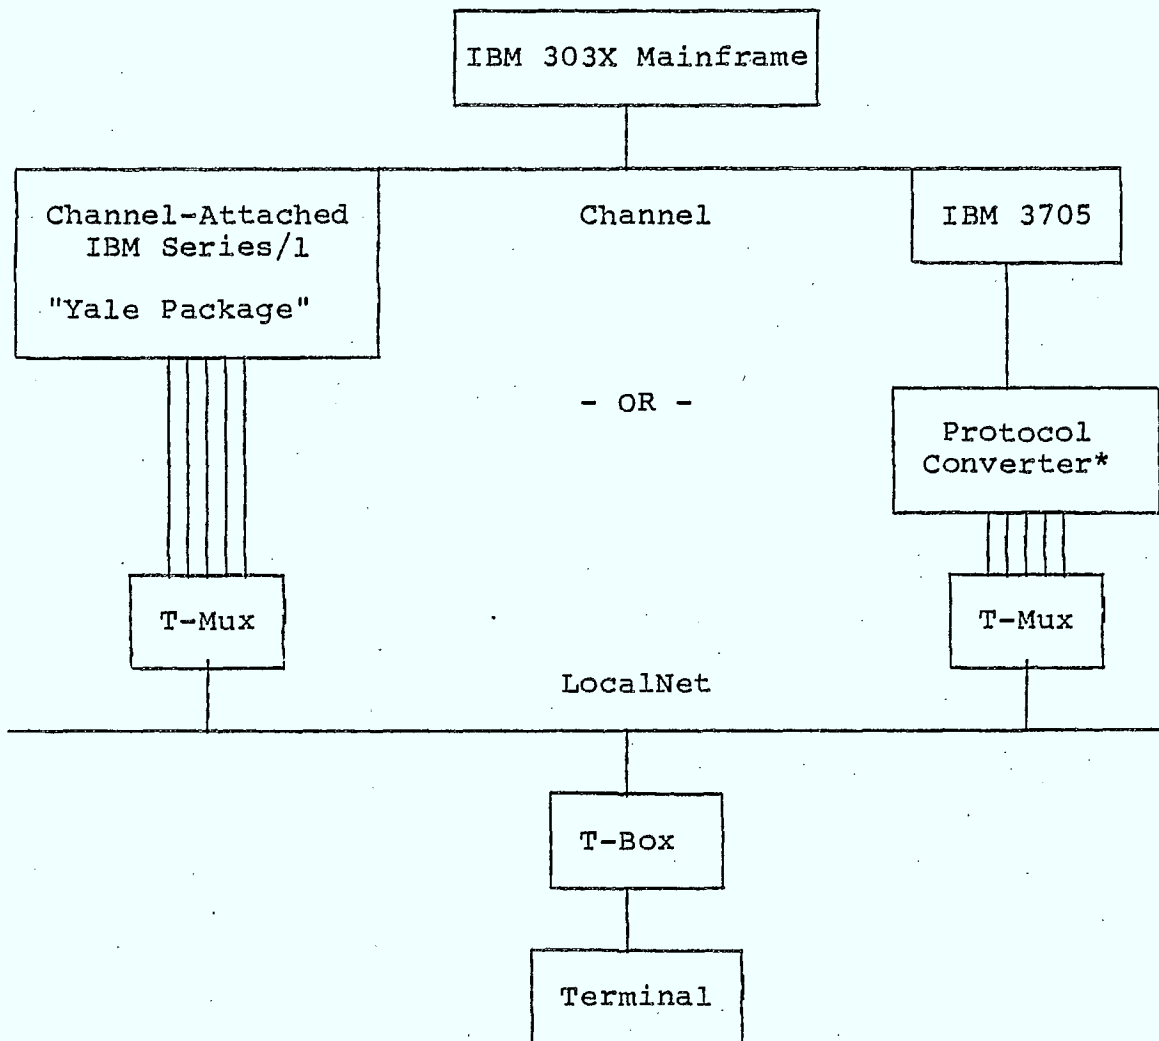 IBM 303X Mainframe
Channel-Attached
IBM Series/1
"Yale Package"
Channel
IBM 3705
- OR -
Protocol
Converter*
T-Mux
T-Mux
LocalNet
T-Box
Terminal